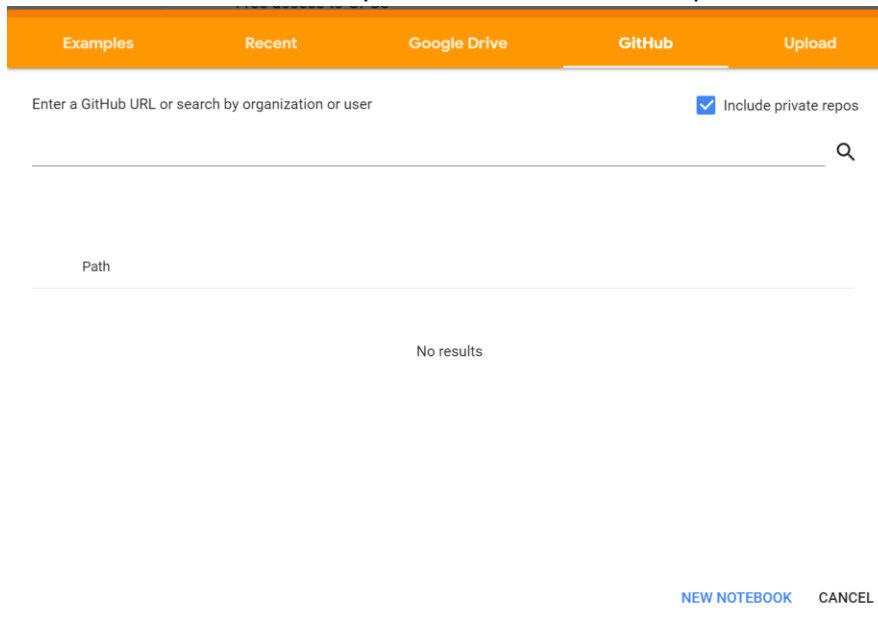 Examples Recent Google Drive GitHub Upload
Enter a GitHub URL or search by organization or user Include private repos
Path
No results
NEW NOTEBOOK CANCEL